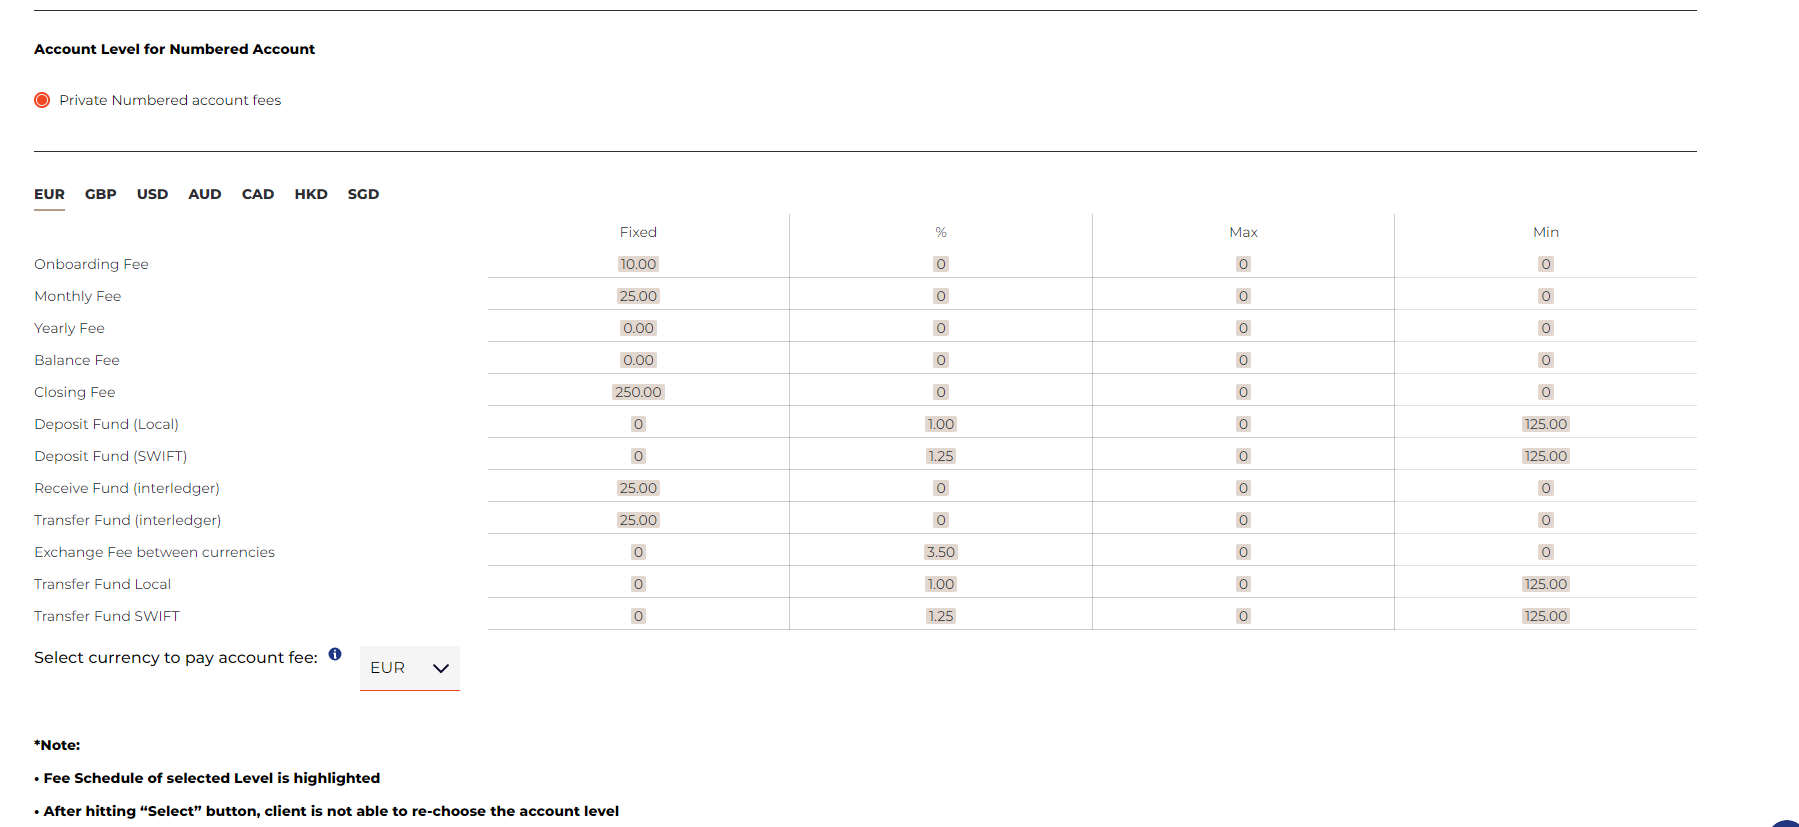 Account Level for Numbered Account
Private Numbered account fees
EUR GBP USD AUD CAD HKD SGD
Fixed % Max Min
Onboarding Fee 10.00 0 0 0
Monthly Fee 25.00 0 0 0
Yearly Fee 0.00 0 0 0
Balance Fee 0.00 0 0 0
Closing Fee 250.00 0 0 0
Deposit Fund (Local) 0 1.00 0 125.00
Deposit Fund (SWIFT) 0 1.25 0 125.00
Receive Fund (interledger) 25.00 0 0 0
Transfer Fund (interledger) 25.00 0 0 0
Exchange Fee between currencies 0 3.50 0 0
Transfer Fund Local 0 1.00 0 125.00
Transfer Fund SWIFT 0 1.25 0 125.00
Select currency to pay account fee: i EUR
*Note:
• Fee Schedule of selected Level is highlighted
• After hitting “Select” button, client is not able to re-choose the account level